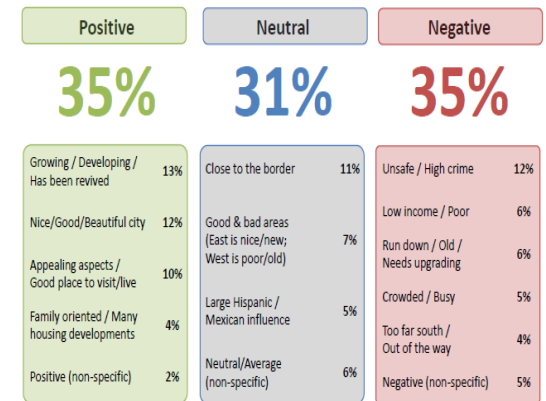 Positive
35%
Growing / Developing /
Has been revived 13%
Nice/Good/Beautiful city 12%
Appealing aspects /
Good place to visit/live 10%
Family oriented / Many
housing developments 4%
Positive (non-specific) 2%
Neutral
31%
Close to the border 11%
Good & bad areas
(East is nice/new; 7%
West is poor/old)
Large Hispanic /
Mexican influence 5%
Neutral/Average
(non-specific) 6%
Negative
35%
Unsafe / High crime 12%
Low income / Poor 6%
Run down / Old /
Needs upgrading 6%
Crowded / Busy 5%
Too far south /
Out of the way 4%
Negative (non-specific) 5%